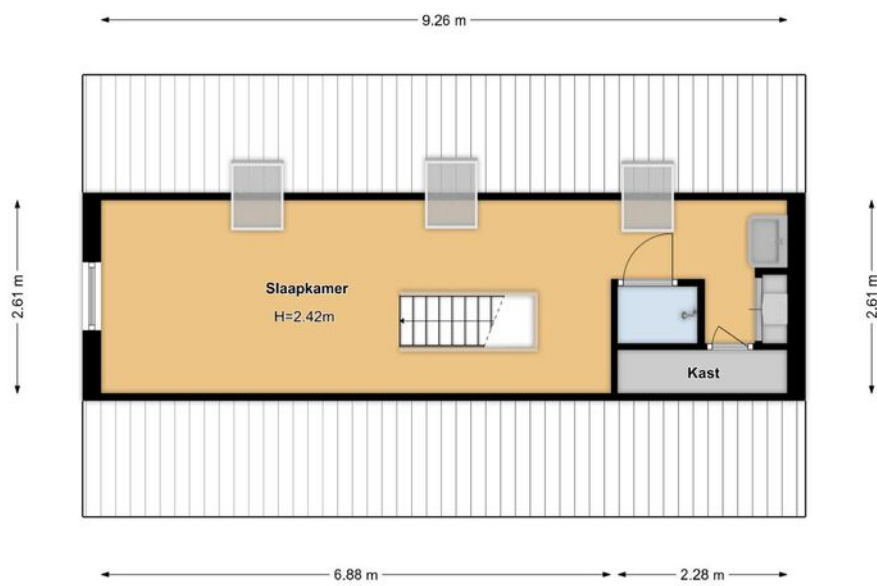 9.26 m
2.61 m
2.61 m
Slaapkamer
H=2.42m
Kast
6.88 m
2.28 m